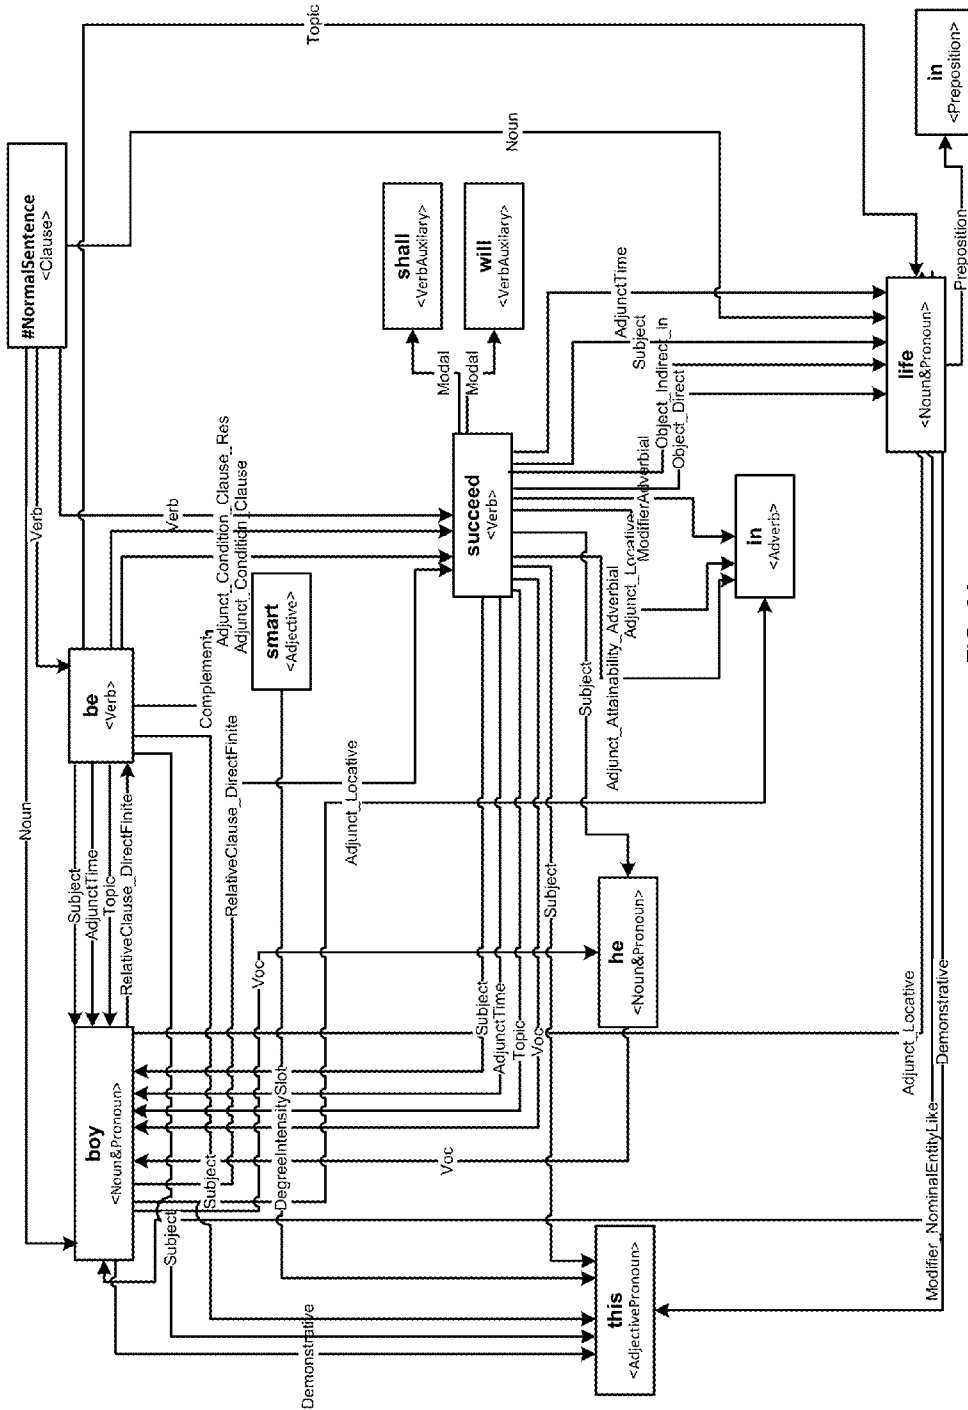 Noun
#NormalSentence
<Clause>
Verb
boy
<Noun&Pronoun>
Subject
AdjunctTime
Topic
RelativeClause_DirectFinite
be
<Verb>
Subject
Verb
Subject
Complement
Adjunct_Condition_Clause_Res
Adjunct_Condition_Clause
RelativeClause_DirectFinite
Voc
smart
<Adjective>
DegreeIntensitySlot
Demonstrative
Topic
Adjunct_Locative
shall
<VerbAuxilary>
Modal
Modal
will
<VerbAuxilary>
Voc
succeed
<Verb>
Subject
AdjunctTime
Topic
Voc
Noun
Subject
Subject
this
<AdjectivePronoun>
he
<Noun&Pronoun>
Adjunct_Attainability_Adverbial
Adjunct_Locative
ModifierAdverbial
Object_Indirect_In
Object_Direct
Subject
AdjunctTime
in
<Adverb>
life
<Noun&Pronoun>
Adjunct_Locative
Modifier_NominalEntityLike
Demonstrative
in
<Preposition>
Preposition